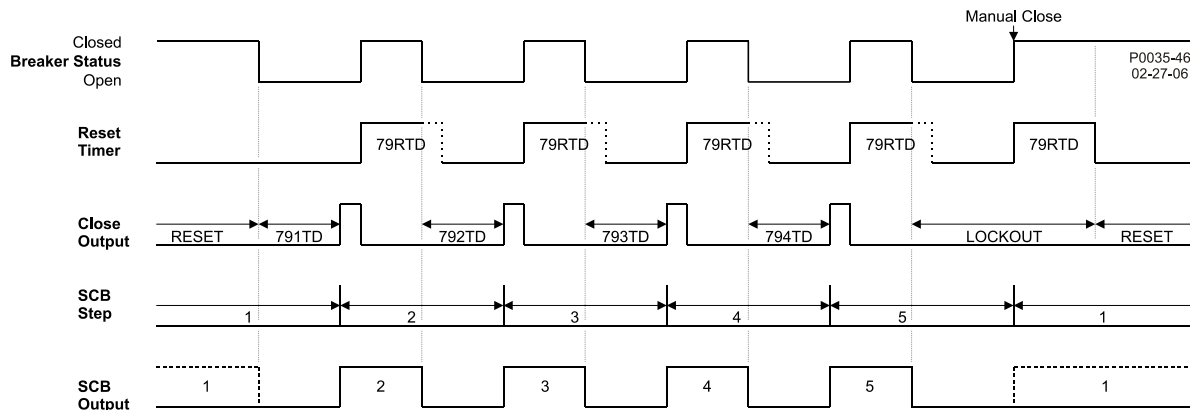 Manual Close
Closed
Breaker Status
Open
P0035-46
02-27-06
Reset
Timer
79RTD 79RTD 79RTD 79RTD 79RTD
Close
Output
RESET 791TD 792TD 793TD 794TD LOCKOUT RESET
SCB
Step
1 2 3 4 5 1
SCB
Output
1 2 3 4 5 1